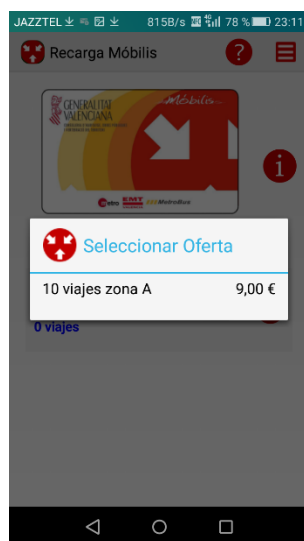 JAZZTEL 815B/s 78 % 23:11
Recarga Móbilis
?
GENERALITAT
VALENCIANA
Móbilis
i
Metro EMT MetroBus
Seleccionar Oferta
10 viajes zona A 9,00 €
0 viajes